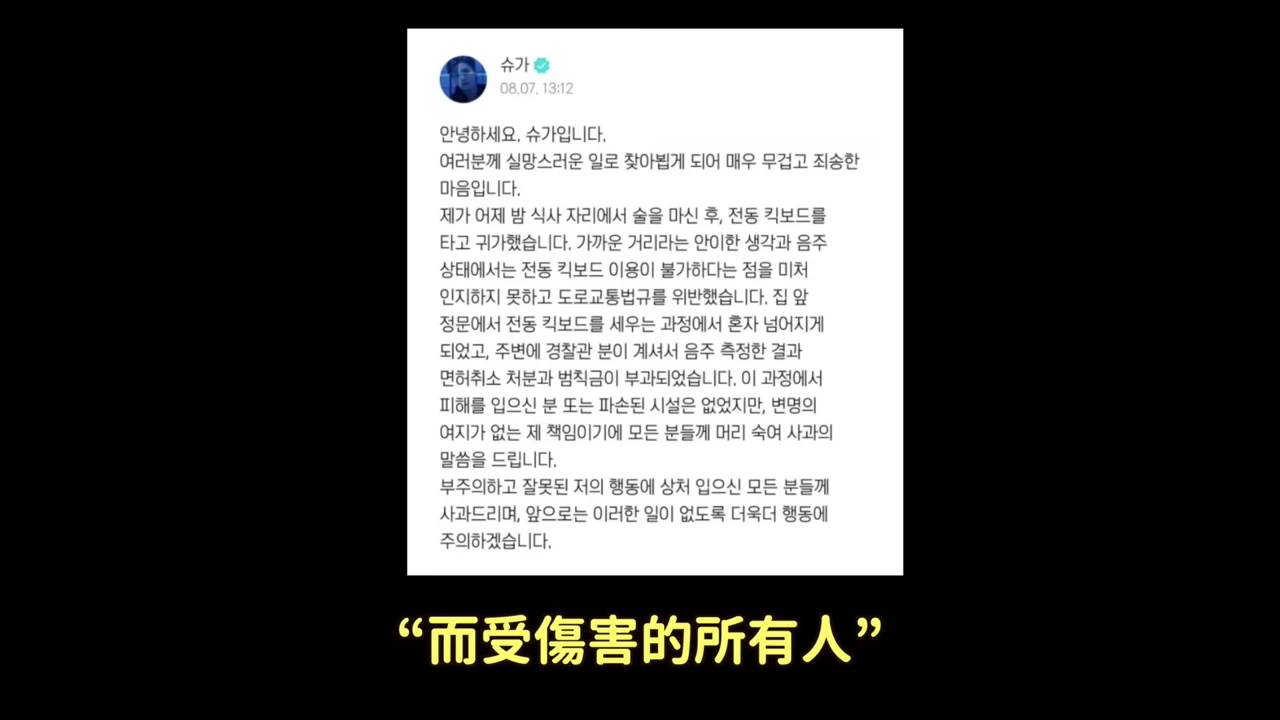 슈가
08.07. 13:12
안녕하세요. 슈가입니다.
여러분께 실망스러운 일로 찾아뵙게 되어 매우 무겁고 죄송한
마음입니다.
제가 어제 밤 식사 자리에서 술을 마신 후, 전동 킥보드를
타고 귀가했습니다. 가까운 거리라는 안이한 생각과 음주
상태에서는 전동 킥보드 이용이 불가하다는 점을 미처
인지하지 못하고 도로교통법규를 위반했습니다. 집 앞
정문에서 전동 킥보드를 세우는 과정에서 혼자 넘어지게
되었고, 주변에 경찰관 분이 계셔서 음주 측정한 결과
면허취소 처분과 범칙금이 부과되었습니다. 이 과정에서
피해를 입으신 분 또는 파손된 시설은 없었지만, 변명의
여지가 없는 제 책임이기에 모든 분들께 머리 숙여 사과의
말씀을 드립니다.
부주의하고 잘못된 저의 행동에 상처 입으신 모든 분들께
사과드리며, 앞으로는 이러한 일이 없도록 더욱더 행동에
주의하겠습니다.
“而受傷害的所有人”